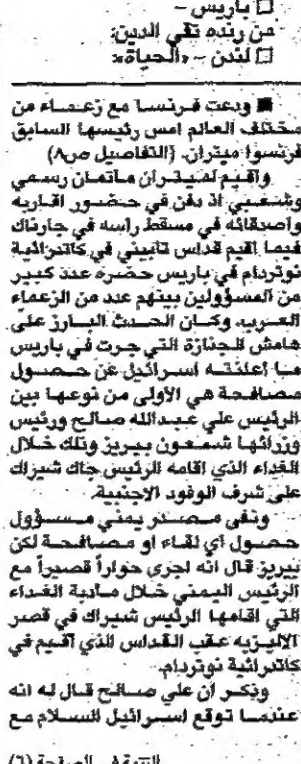 □ باريس –
من رنده تقي الدين:
□ لندن – «الحياة»
■ ودعت فرنسا مع زعماء من
مختلف العالم امس رئيسها السابق
فرنسوا ميتران. (التفاصيل ص٨)
واقيم لميتران ماتمان رسمي
وشعبي اذ دفن في حضور اقاربه
واصدقائه في مسقط راسه في جارناك
فيما اقيم قداس تابيني في كاتدرائية
نوتردام في باريس حضره عدد كبير
من المسؤولين بينهم عدد من الزعماء
العرب. وكان الحدث البارز على
هامش الجنازة التي جرت في باريس
ما اعلنته اسرائيل عن حصول
مصافحة هي الاولى من نوعها بين
الرئيس علي عبدالله صالح ورئيس
وزرائها شمعون بيريز وذلك خلال
الغداء الذي اقامه الرئيس جاك شيراك
على شرف الوفود الاجنبية.
ونفى مصدر يمني مسؤول
حصول اي لقاء او مصافحة لكن
بيريز قال انه اجرى حواراً قصيراً مع
الرئيس اليمني خلال مادبة الغداء
التي اقامها الرئيس شيراك في قصر
الاليزيه عقب القداس الذي اقيم في
كاتدرائية نوتردام.
وذكر ان علي صالح قال له انه
عندما توقع اسرائيل السلام مع
التتمة في الصفحة (٦)